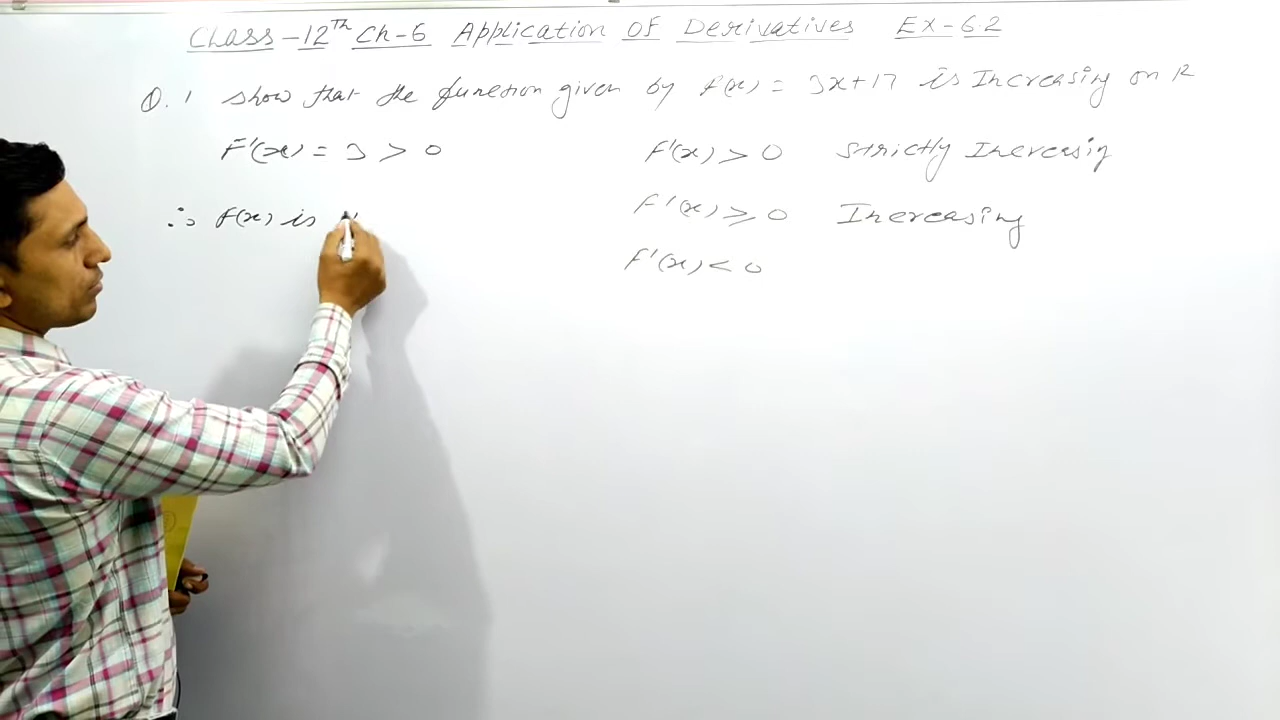 Class-12th Ch-6 Application Of Derivatives Ex-6.2
Q.1 show that the function given by f(x) = 3x+17 is Increasing on R
F'(x) = 3 > 0
∴ f(x) is
F'(x) > 0 Strictly Increasing
F'(x) ≥ 0 Increasing
F'(x) < 0